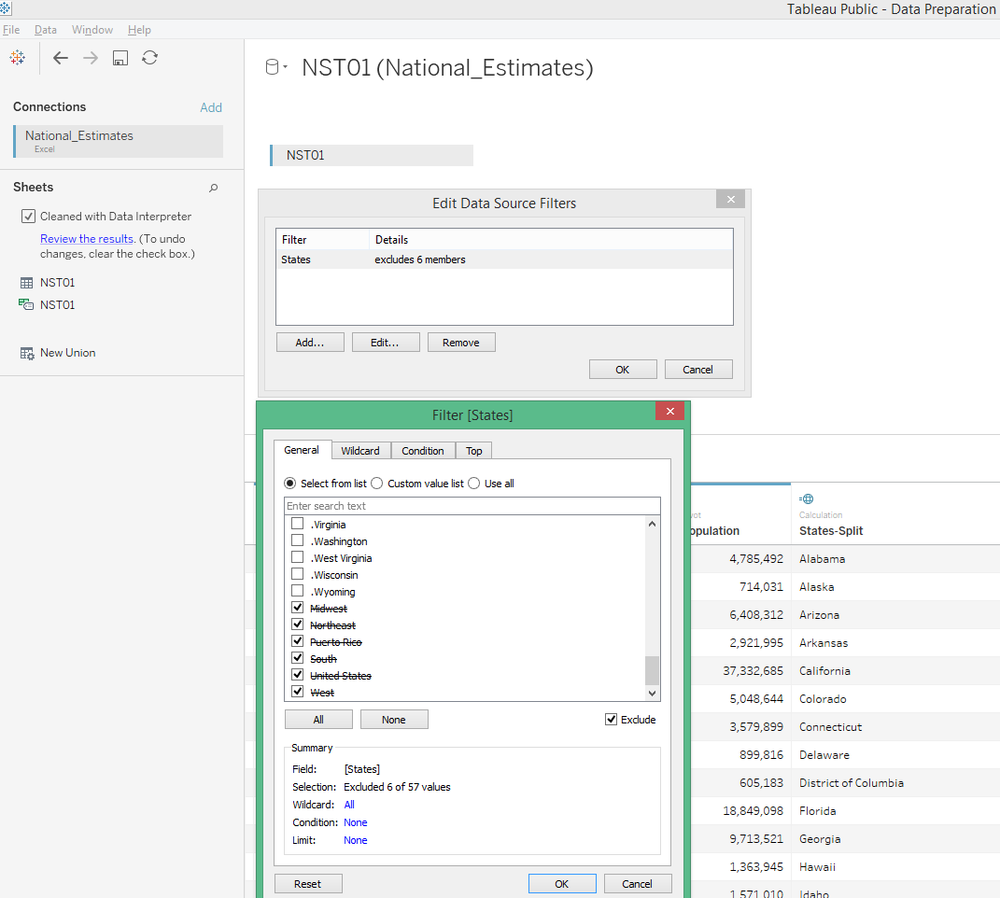 Tableau Public - Data Preparation
File Data Window Help
NST01 (National_Estimates)
Connections Add
National_Estimates
Excel
NST01
Sheets
Cleaned with Data Interpreter
Review the results. (To undo
changes, clear the check box.)
NST01
NST01
New Union
Edit Data Source Filters
Filter Details
States excludes 6 members
Add... Edit... Remove
OK Cancel
Filter [States]
General Wildcard Condition Top
Select from list Custom value list Use all
Enter search text
.Virginia
.Washington
.West Virginia
.Wisconsin
.Wyoming
Midwest
Northeast
Puerto Rico
South
United States
West
All None Exclude
Summary
Field: [States]
Selection: Excluded 6 of 57 values
Wildcard: All
Condition: None
Limit: None
Reset OK Cancel
vot Calculation
opulation States-Split
4,785,492 Alabama
714,031 Alaska
6,408,312 Arizona
2,921,995 Arkansas
37,332,685 California
5,048,644 Colorado
3,579,899 Connecticut
899,816 Delaware
605,183 District of Columbia
18,849,098 Florida
9,713,521 Georgia
1,363,945 Hawaii
1,571,010 Idaho